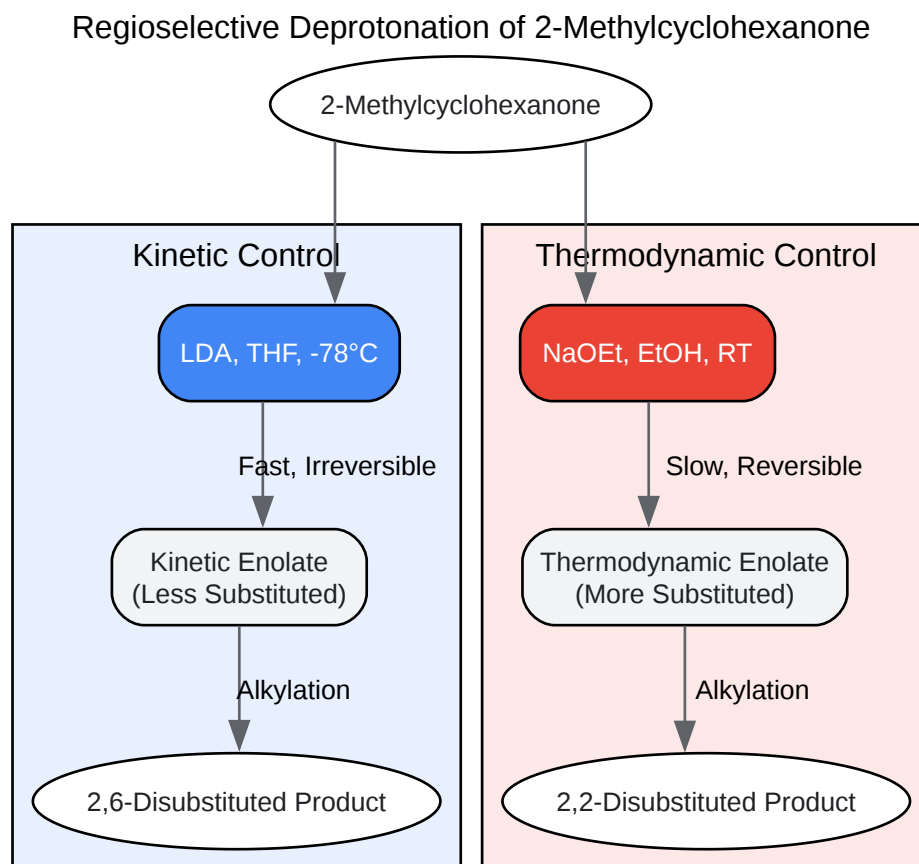 Regioselective Deprotonation of 2-Methylcyclohexanone
2-Methylcyclohexanone
Kinetic Control
LDA, THF, -78°C
Fast, Irreversible
Kinetic Enolate
(Less Substituted)
Alkylation
2,6-Disubstituted Product
Thermodynamic Control
NaOEt, EtOH, RT
Slow, Reversible
Thermodynamic Enolate
(More Substituted)
Alkylation
2,2-Disubstituted Product